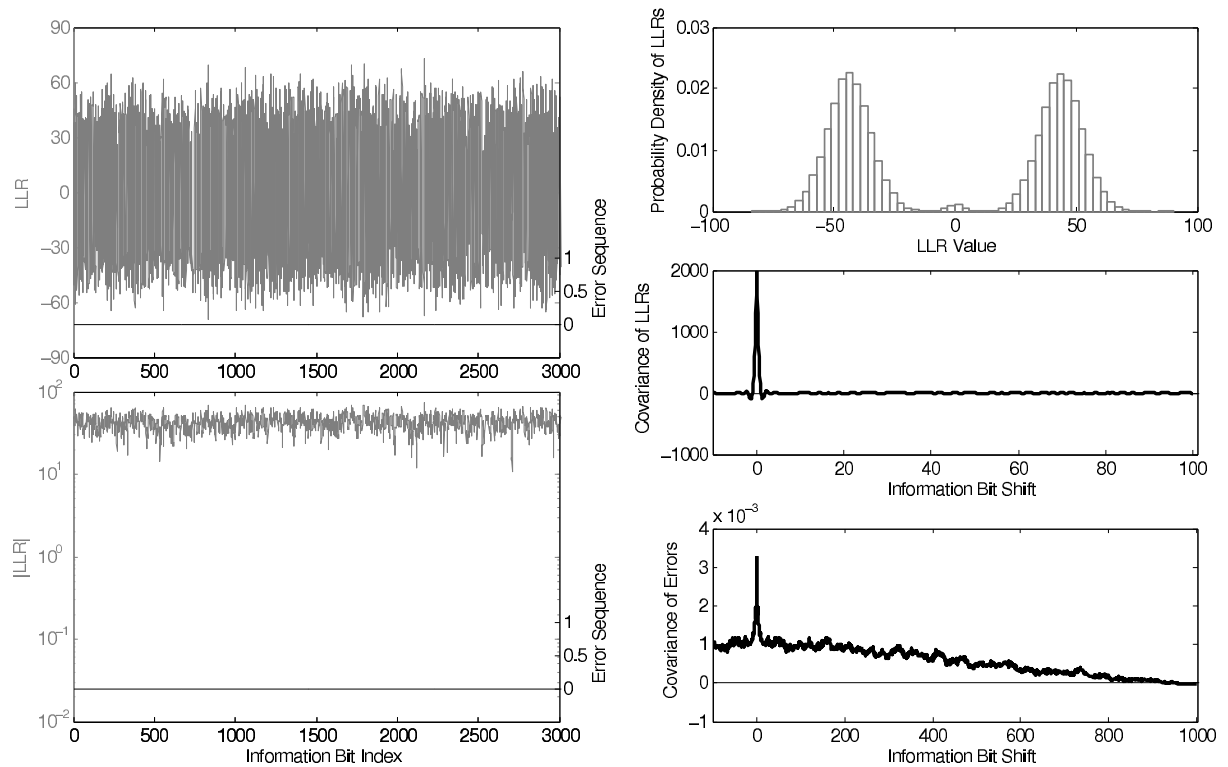 90
60
30
0
−30
−60
−90
LLR
1
0.5
0
Error Sequence
0 500 1000 1500 2000 2500 3000
10^2
10^1
10^0
10^−1
10^−2
|LLR|
1
0.5
0
Error Sequence
0 500 1000 1500 2000 2500 3000
Information Bit Index
0.03
0.02
0.01
0
Probability Density of LLRs
−100 −50 0 50 100
LLR Value
2000
1000
0
−1000
Covariance of LLRs
0 20 40 60 80 100
Information Bit Shift
x 10^−3
4
3
2
1
0
−1
Covariance of Errors
0 200 400 600 800 1000
Information Bit Shift